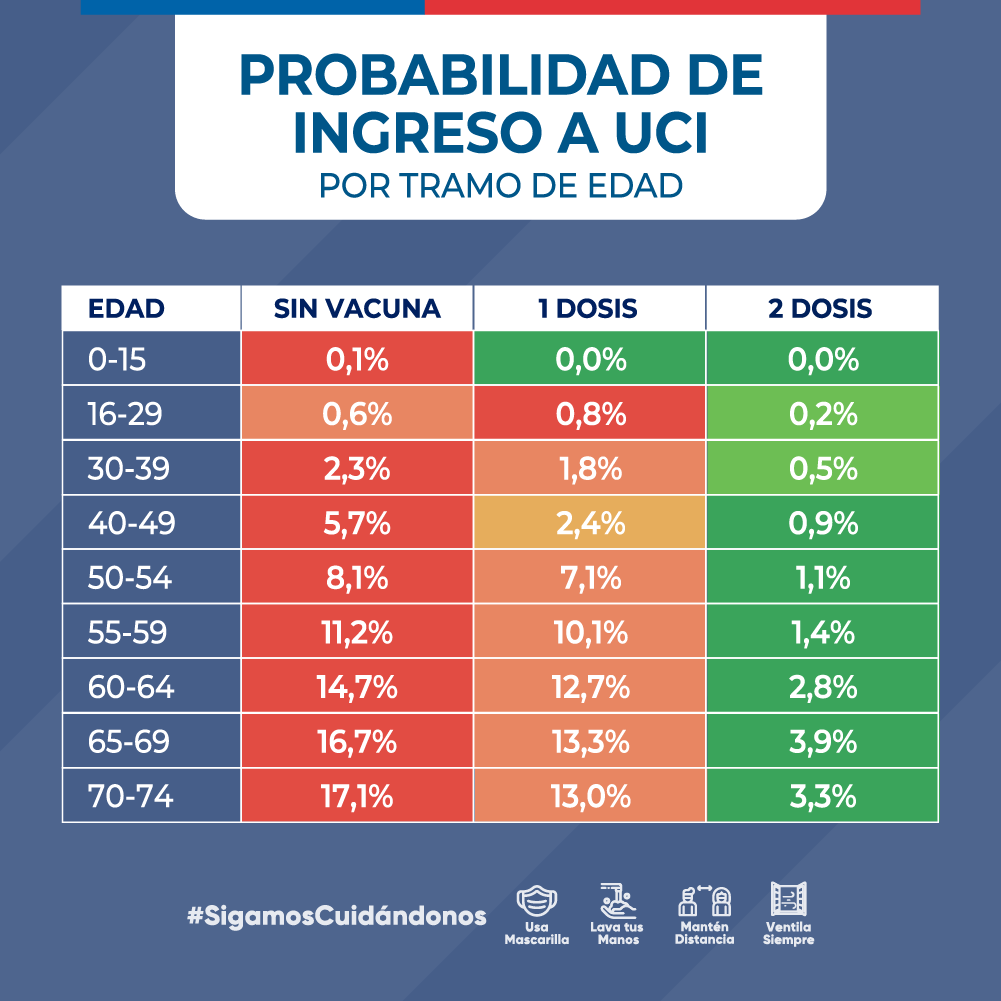 PROBABILIDAD DE
INGRESO A UCI
POR TRAMO DE EDAD
EDAD SIN VACUNA 1 DOSIS 2 DOSIS
0-15 0,1% 0,0% 0,0%
16-29 0,6% 0,8% 0,2%
30-39 2,3% 1,8% 0,5%
40-49 5,7% 2,4% 0,9%
50-54 8,1% 7,1% 1,1%
55-59 11,2% 10,1% 1,4%
60-64 14,7% 12,7% 2,8%
65-69 16,7% 13,3% 3,9%
70-74 17,1% 13,0% 3,3%
#SigamosCuidándonos
Usa
Mascarilla
Lava tus
Manos
Mantén
Distancia
Ventila
Siempre